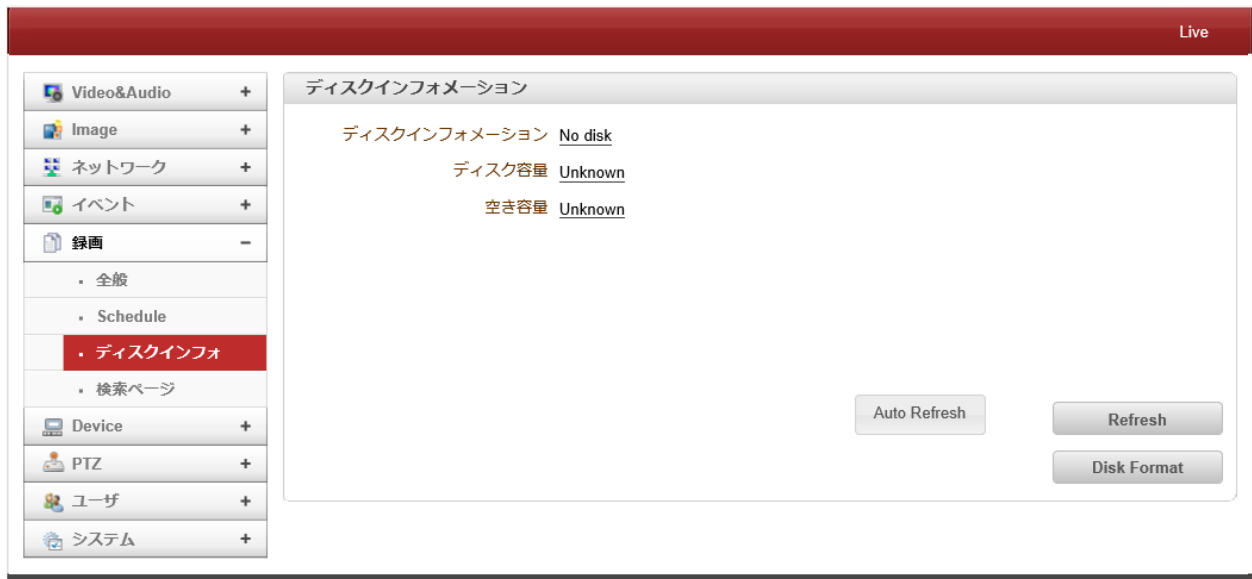 Live
Video&Audio +
Image +
ネットワーク +
イベント +
録画 −
・ 全般
・ Schedule
・ ディスクインフォ
・ 検索ページ
Device +
PTZ +
ユーザ +
システム +
ディスクインフォメーション
ディスクインフォメーション No disk
ディスク容量 Unknown
空き容量 Unknown
Auto Refresh
Refresh
Disk Format